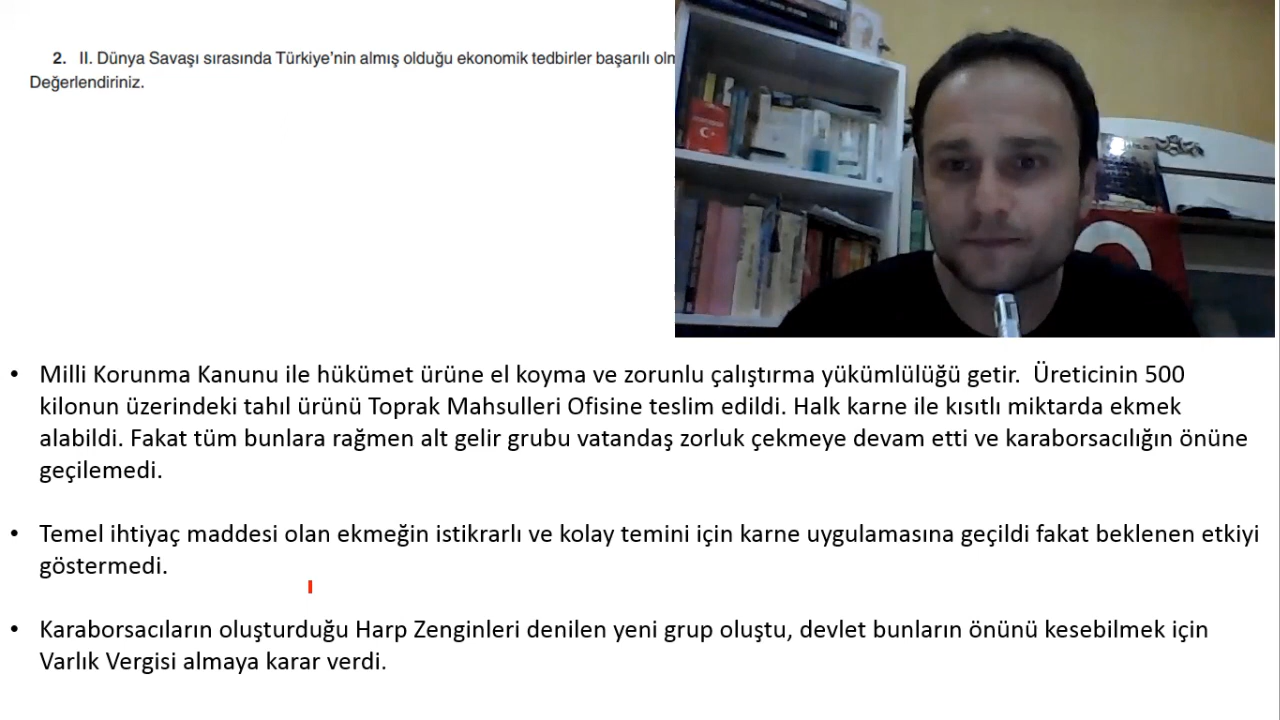 2. II. Dünya Savaşı sırasında Türkiye'nin almış olduğu ekonomik tedbirler başarılı
Değerlendiriniz.
• Milli Korunma Kanunu ile hükümet ürüne el koyma ve zorunlu çalıştırma yükümlülüğü getir. Üreticinin 500
kilonun üzerindeki tahıl ürünü Toprak Mahsulleri Ofisine teslim edildi. Halk karne ile kısıtlı miktarda ekmek
alabildi. Fakat tüm bunlara rağmen alt gelir grubu vatandaş zorluk çekmeye devam etti ve karaborsacılığın önüne
geçilemedi.
• Temel ihtiyaç maddesi olan ekmeğin istikrarlı ve kolay temini için karne uygulamasına geçildi fakat beklenen etkiyi
göstermedi.
• Karaborsacıların oluşturduğu Harp Zenginleri denilen yeni grup oluştu, devlet bunların önünü kesebilmek için
Varlık Vergisi almaya karar verdi.